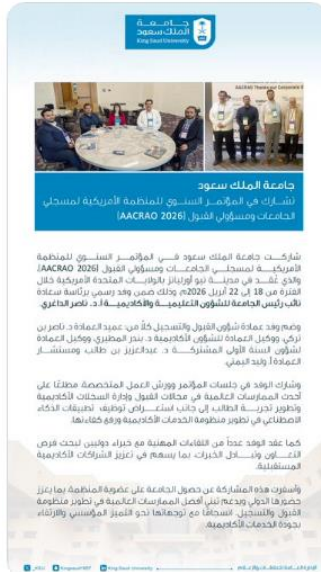 جامعة
الملك سعود
King Saud University
جامعة الملك سعود
تشارك في المؤتمر السنوي للمنظمة الأمريكية لمسجلي
الجامعات ومسؤولي القبول (AACRAO 2026)
شاركت جامعة الملك سعود في المؤتمر السنوي للمنظمة
الأمريكية لمسجلي الجامعات ومسؤولي القبول (AACRAO 2026)،
والذي عُقد في مدينة نيو أورليانز بالولايات المتحدة الأمريكية خلال
الفترة من 18 إلى 22 أبريل 2026م، وذلك ضمن وفد رسمي برئاسة سعادة
نائب رئيس الجامعة للشؤون التعليمية والأكاديمية أ.د. ناصر الداغري.
وضم وفد عمادة شؤون القبول والتسجيل كلاً من: عميد العمادة د. ناصر بن
تركي، ووكيل العمادة للشؤون الأكاديمية د. بندر المطيري، ووكيل العمادة
لشؤون السنة الأولى المشتركة د. عبدالعزيز بن طالب، ومستشار
العمادة أ. وليد اليمني.
وشارك الوفد في جلسات المؤتمر وورش العمل المتخصصة، مطلعًا على
أحدث الممارسات العالمية في مجالات القبول وإدارة السجلات الأكاديمية
وتطوير تجربة الطالب إلى جانب استعراض توظيف تطبيقات الذكاء
الاصطناعي في تطوير منظومة الخدمات الأكاديمية ورفع كفاءتها.
كما عقد الوفد عدداً من اللقاءات المهنية مع خبراء دوليين لبحث فرص
التعاون وتبادل الخبرات، بما يسهم في تعزيز الشراكات الأكاديمية
المستقبلية.
وأسفرت هذه المشاركة عن حصول الجامعة على عضوية المنظمة، بما يعزز
حضورها الدولي ويدعم تبني أفضل الممارسات العالمية في تطوير منظومة
القبول والتسجيل، انسجامًا مع توجهاتها نحو التميز المؤسسي والارتقاء
بجودة الخدمات الأكاديمية.